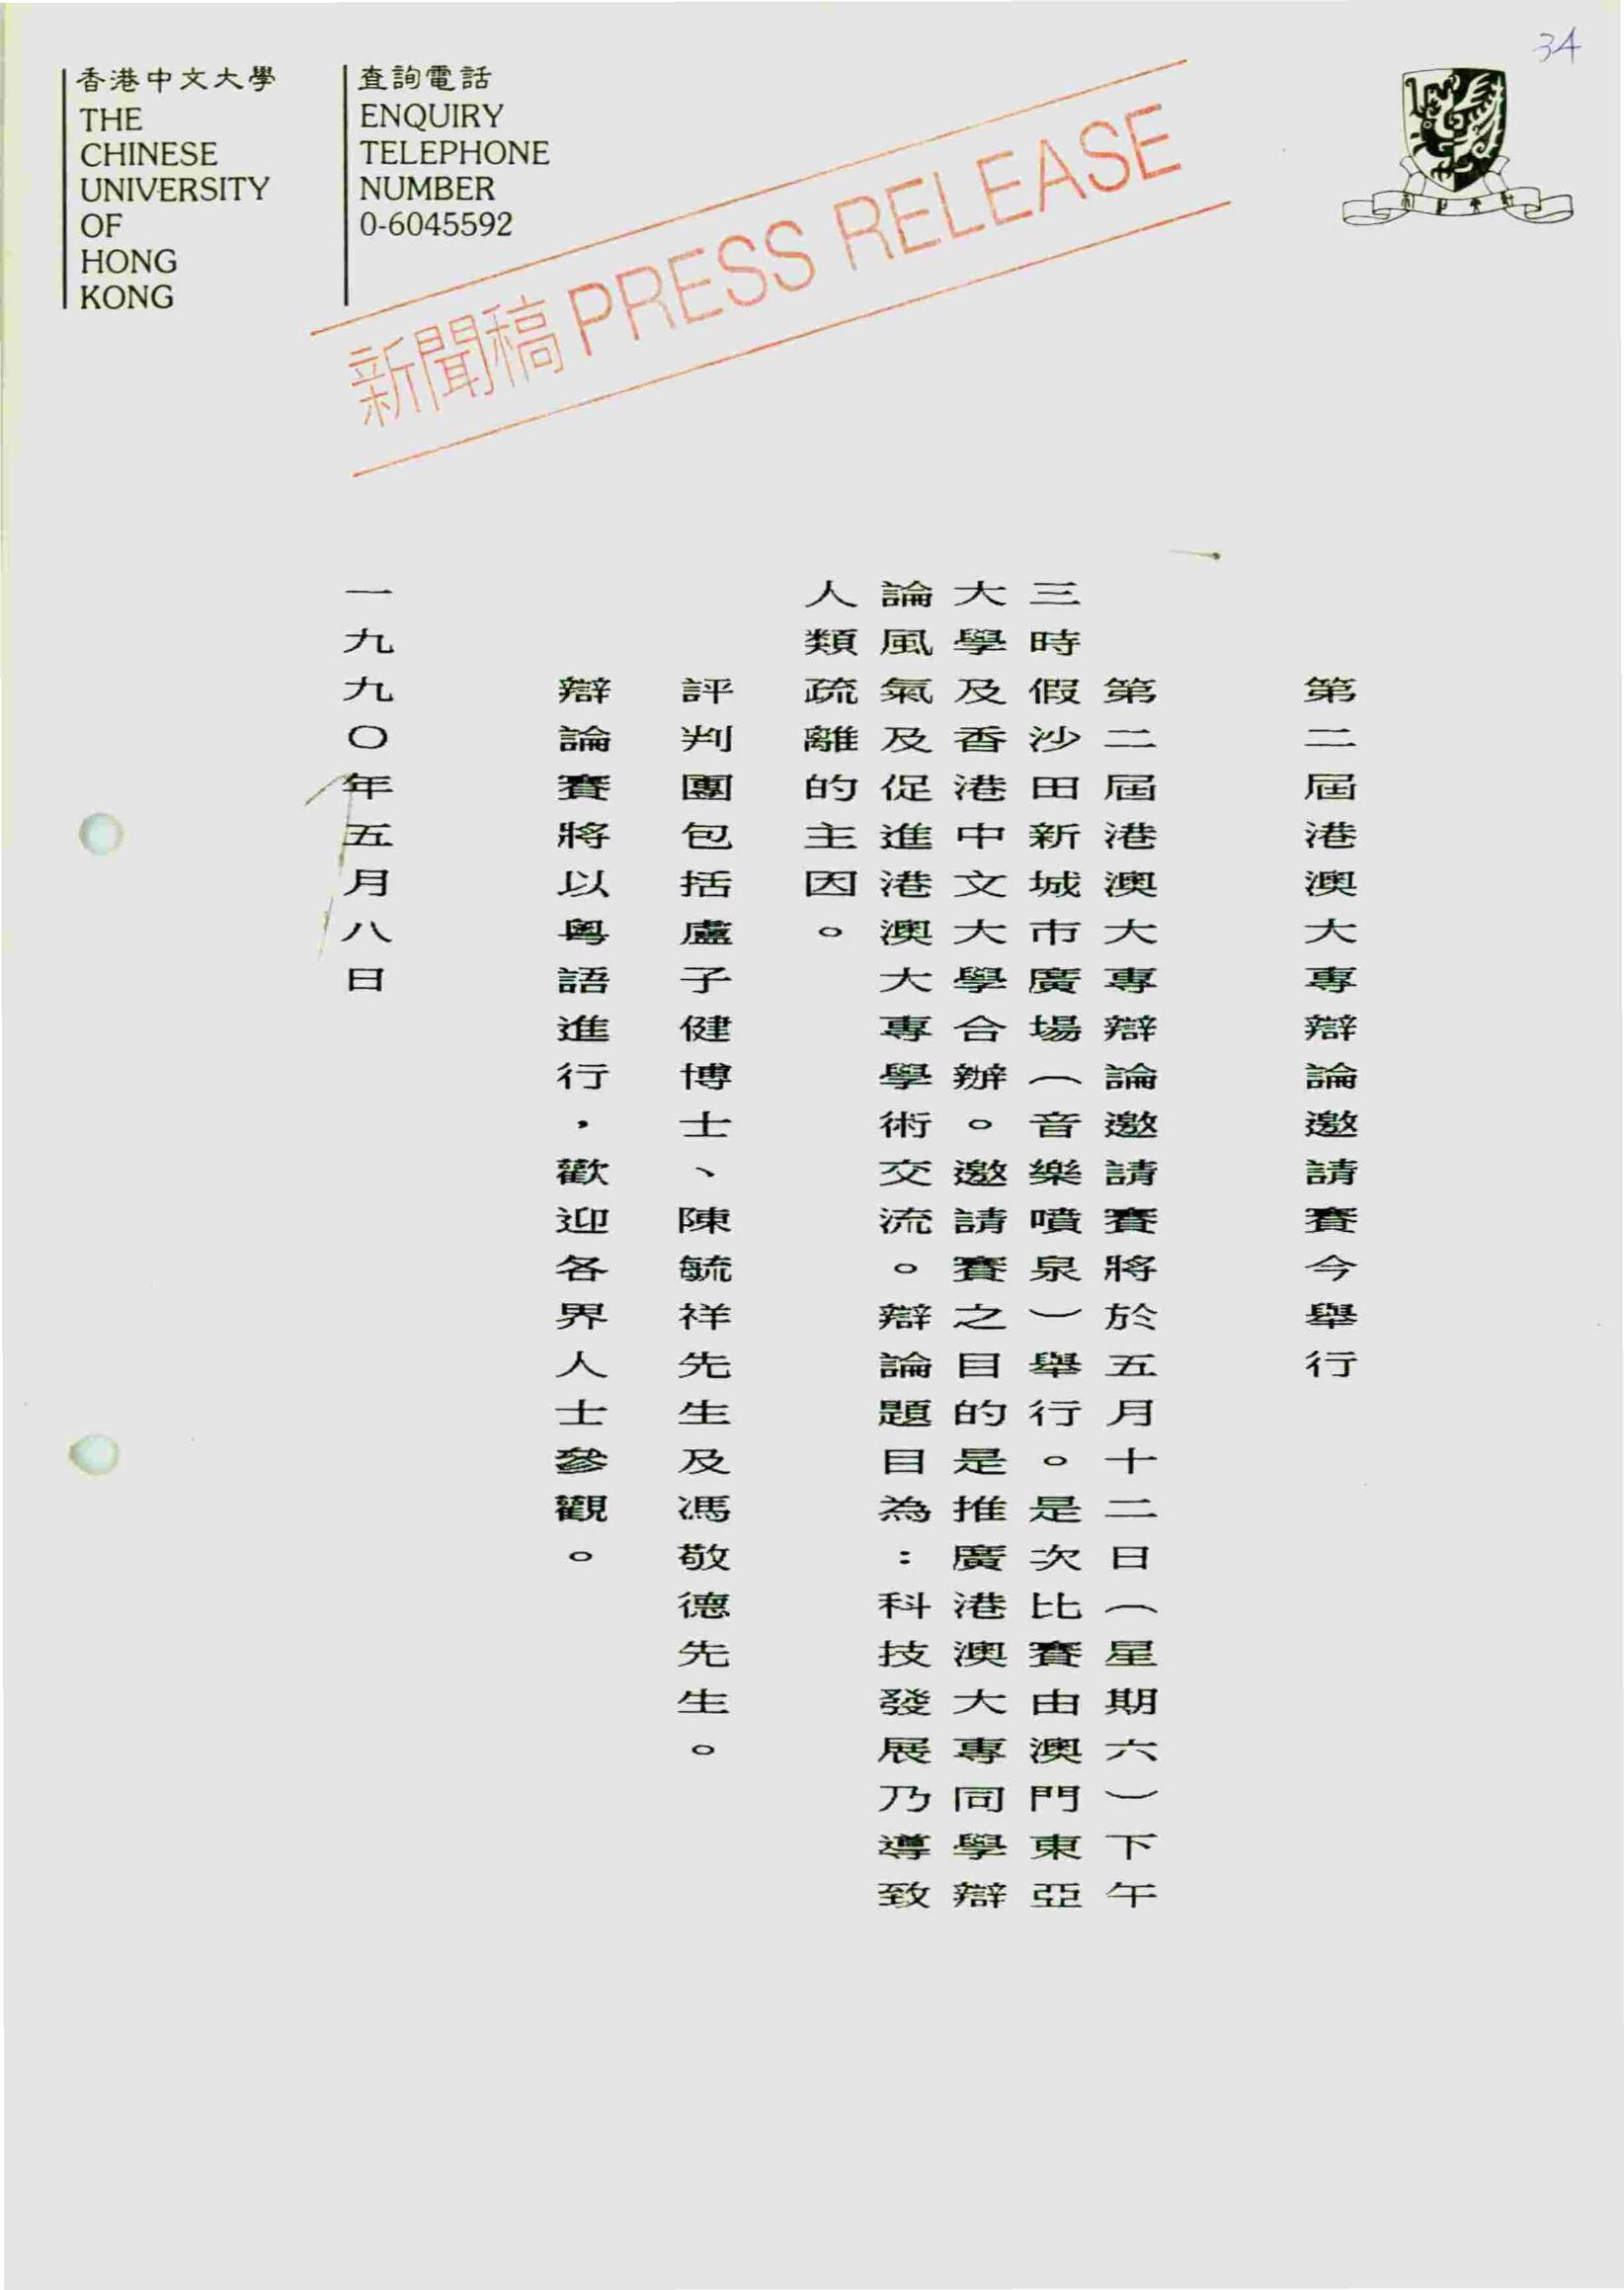 34
香港中文大學
THE
CHINESE
UNIVERSITY
OF
HONG
KONG
查詢電話
ENQUIRY
TELEPHONE
NUMBER
0-6045592
新聞稿 PRESS RELEASE
第二屆港澳大專辯論邀請賽今舉行
第二屆港澳大專辯論邀請賽將於五月十二日（星期六）下午
三時假沙田新城市廣場（音樂噴泉）舉行。是次比賽由澳門東亞
大學及香港中文大學合辦。邀請賽之目的是推廣港澳大專同學辯
論風氣及促進港澳大專學術交流。辯論題目為：科技發展乃導致
人類疏離的主因。
評判團包括盧子健博士、陳毓祥先生及馮敬德先生。
辯論賽將以粵語進行，歡迎各界人士參觀。
一九九〇年五月八日